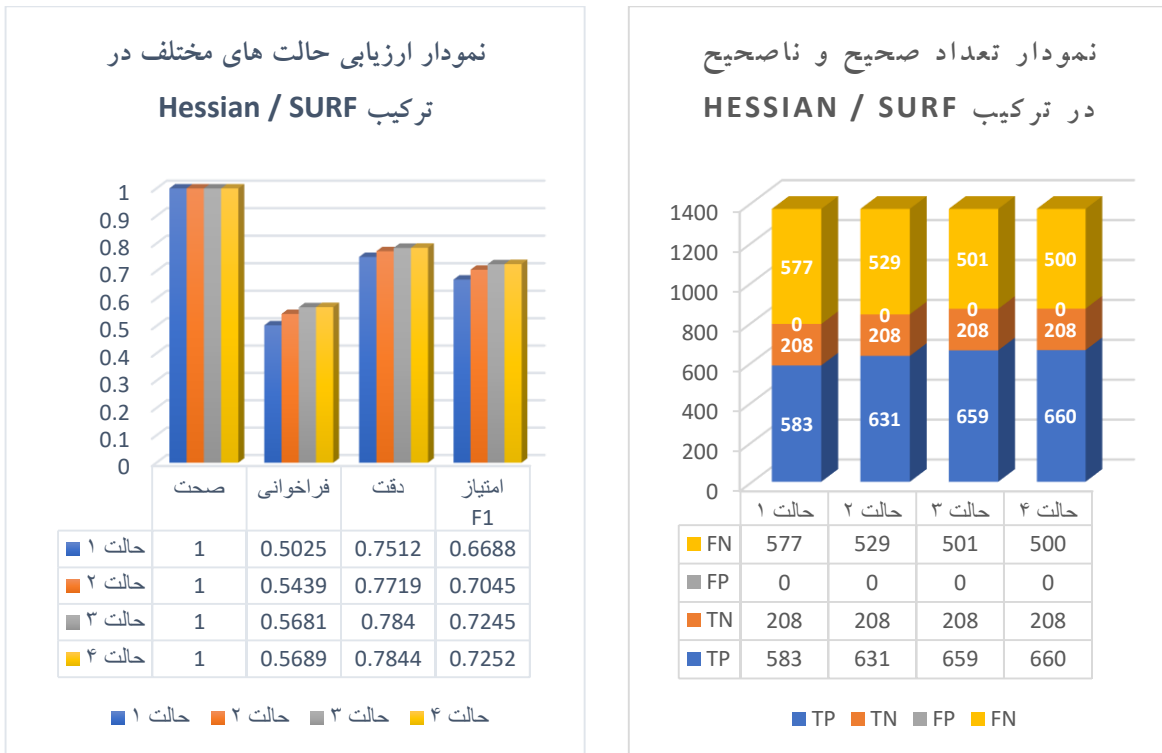 نمودار ارزیابی حالت های مختلف در
ترکیب Hessian / SURF
1
0.9
0.8
0.7
0.6
0.5
0.4
0.3
0.2
0.1
0
صحت فراخوانی دقت امتیاز
F1
حالت ۱ 1 0.5025 0.7512 0.6688
حالت ۲ 1 0.5439 0.7719 0.7045
حالت ۳ 1 0.5681 0.784 0.7245
حالت ۴ 1 0.5689 0.7844 0.7252
حالت ۱ حالت ۲ حالت ۳ حالت ۴
نمودار تعداد صحیح و ناصحیح
در ترکیب HESSIAN / SURF
1400
1200
1000
800
600
400
200
0
577 529 501 500
0 0 0 0
208 208 208 208
583 631 659 660
حالت ۱ حالت ۲ حالت ۳ حالت ۴
FN 577 529 501 500
FP 0 0 0 0
TN 208 208 208 208
TP 583 631 659 660
TP TN FP FN